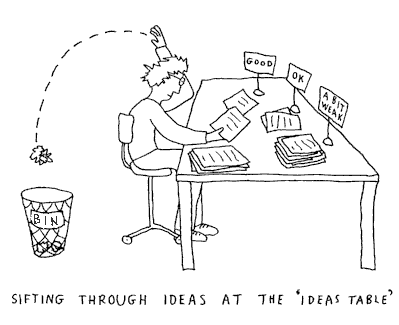 GOOD
OK
A BIT
WEAK
BIN
SIFTING THROUGH IDEAS AT THE 'IDEAS TABLE'